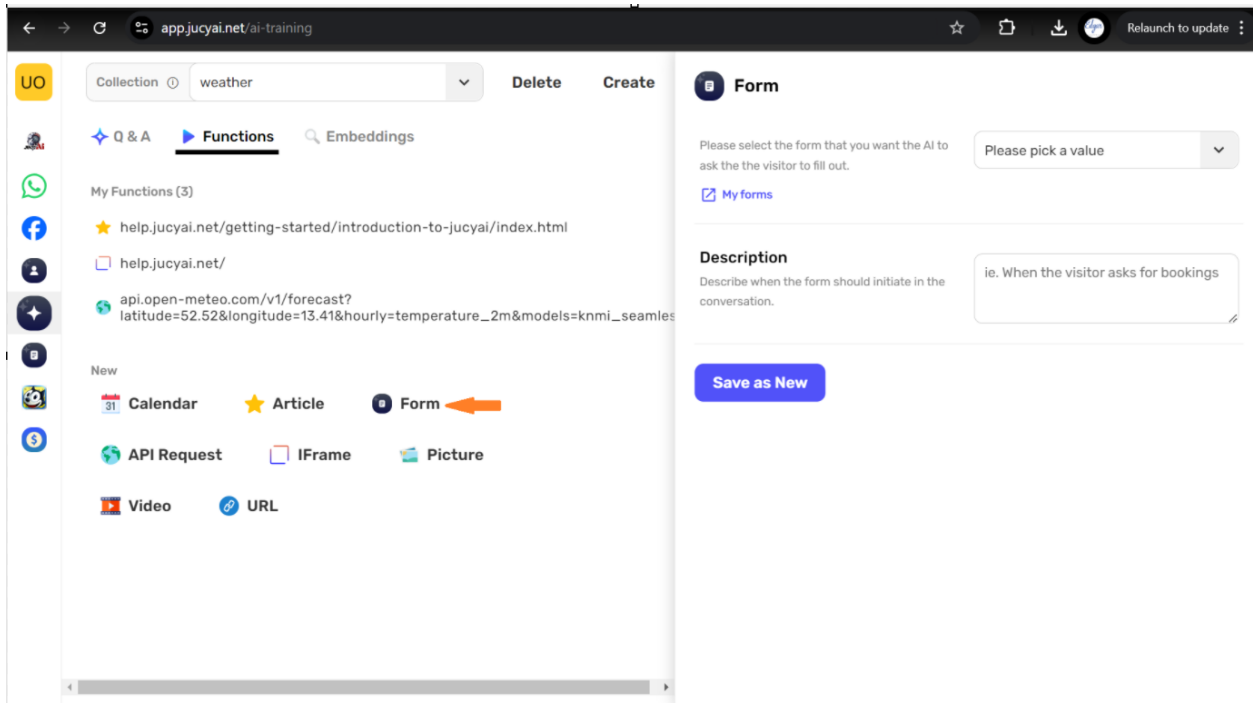 app.jucyai.net/ai-training
Relaunch to update
UO
Collection
weather
Delete
Create
Q & A
Functions
Embeddings
My Functions (3)
help.jucyai.net/getting-started/introduction-to-jucyai/index.html
help.jucyai.net/
api.open-meteo.com/v1/forecast?
latitude=52.52&longitude=13.41&hourly=temperature_2m&models=knmi_seamles
New
31 Calendar
Article
Form
API Request
IFrame
Picture
Video
URL
Form
Please select the form that you want the AI to
ask the the visitor to fill out.
Please pick a value
My forms
Description
Describe when the form should initiate in the
conversation.
ie. When the visitor asks for bookings
Save as New